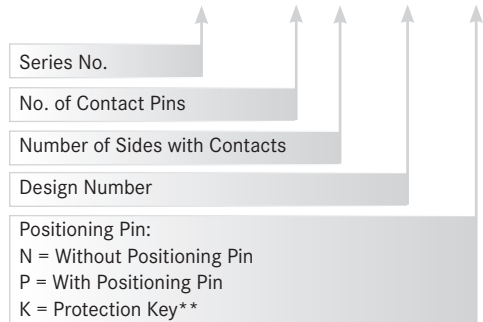 Series No.
No. of Contact Pins
Number of Sides with Contacts
Design Number
Positioning Pin:
N = Without Positioning Pin
P = With Positioning Pin
K = Protection Key**